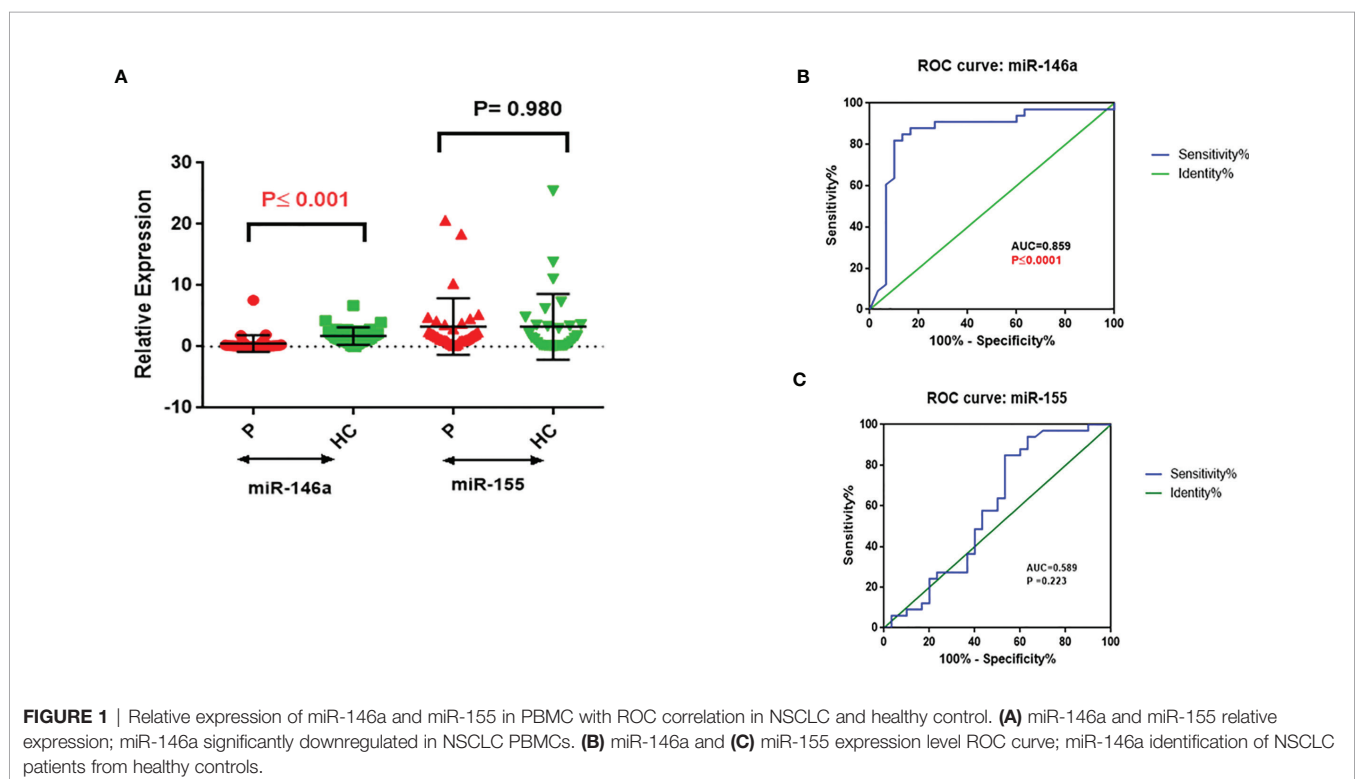 A
P= 0.980
P≤ 0.001
Relative Expression
30
20
10
0
-10
P
HC
P
HC
miR-146a
miR-155
B
ROC curve: miR-146a
Sensitivity%
100
80
60
40
20
0
0 20 40 60 80 100
100% - Specificity%
AUC=0.859
P≤0.0001
Sensitivity%
Identity%
C
ROC curve: miR-155
Sensitivity%
100
80
60
40
20
0
0 20 40 60 80 100
100% - Specificity%
AUC=0.589
P =0.223
Sensitivity%
Identity%
FIGURE 1 | Relative expression of miR-146a and miR-155 in PBMC with ROC correlation in NSCLC and healthy control. (A) miR-146a and miR-155 relative
expression; miR-146a significantly downregulated in NSCLC PBMCs. (B) miR-146a and (C) miR-155 expression level ROC curve; miR-146a identification of NSCLC
patients from healthy controls.